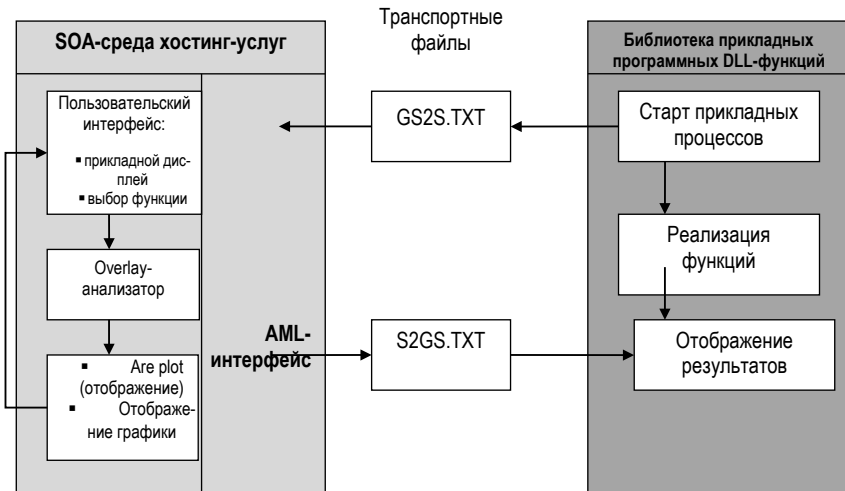 Транспортные
файлы
SOA-среда хостинг-услуг
Библиотека прикладных
программных DLL-функций
Пользовательский
интерфейс:
▪ прикладной дис-
плей
▪ выбор функции
Overlay-
анализатор
▪ Are plot
(отображение)
▪ Отображе-
ние графики
AML-
интерфейс
GS2S.TXT
S2GS.TXT
Старт прикладных
процессов
Реализация
функций
Отображение
результатов